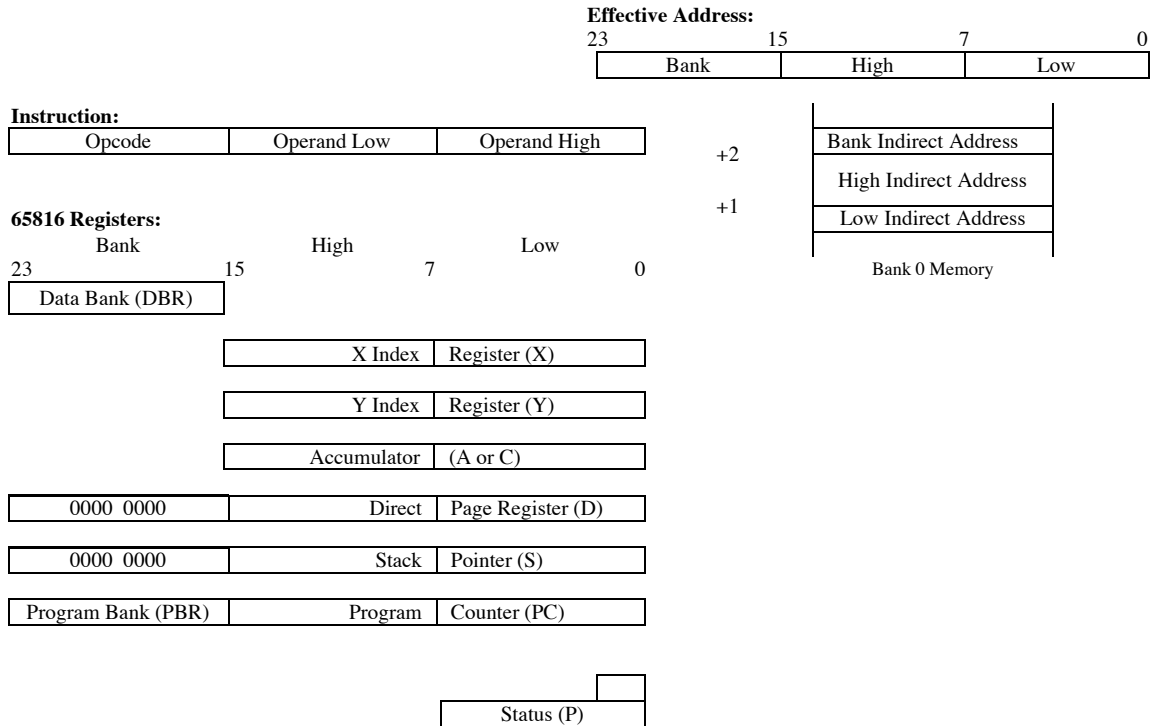 Effective Address:
23 15 7 0
Bank High Low
Instruction:
Opcode Operand Low Operand High
+2
Bank Indirect Address
High Indirect Address
+1
Low Indirect Address
Bank 0 Memory
65816 Registers:
Bank High Low
23 15 7 0
Data Bank (DBR)
X Index Register (X)
Y Index Register (Y)
Accumulator (A or C)
0000 0000 Direct Page Register (D)
0000 0000 Stack Pointer (S)
Program Bank (PBR) Program Counter (PC)
Status (P)